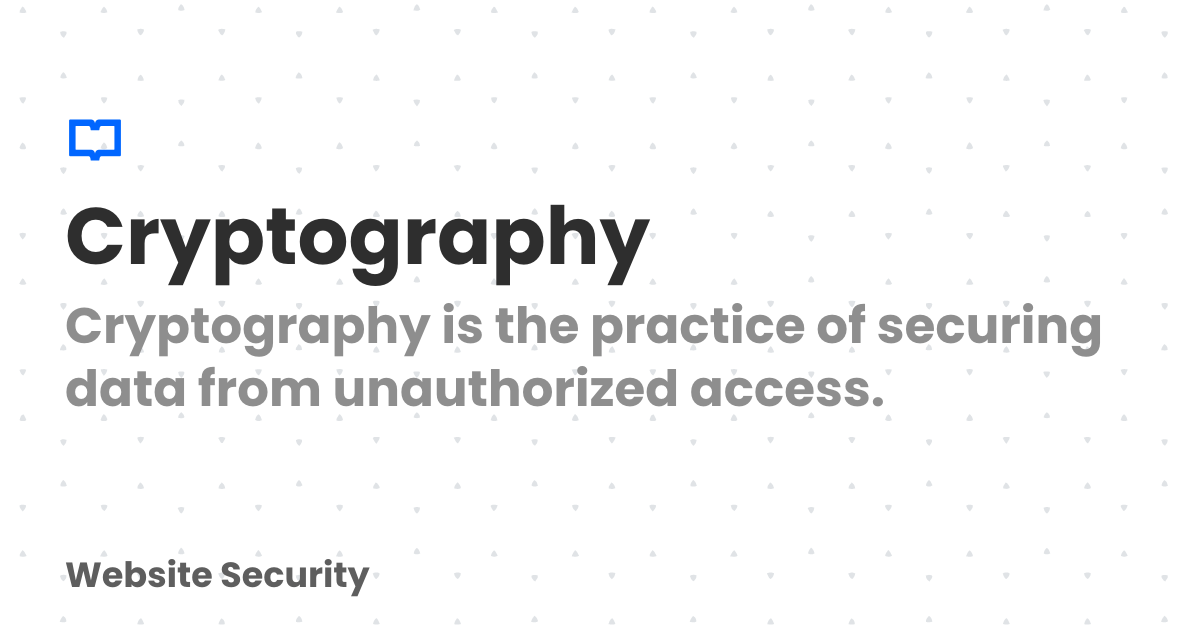 Cryptography
Cryptography is the practice of securing
data from unauthorized access.
Website Security